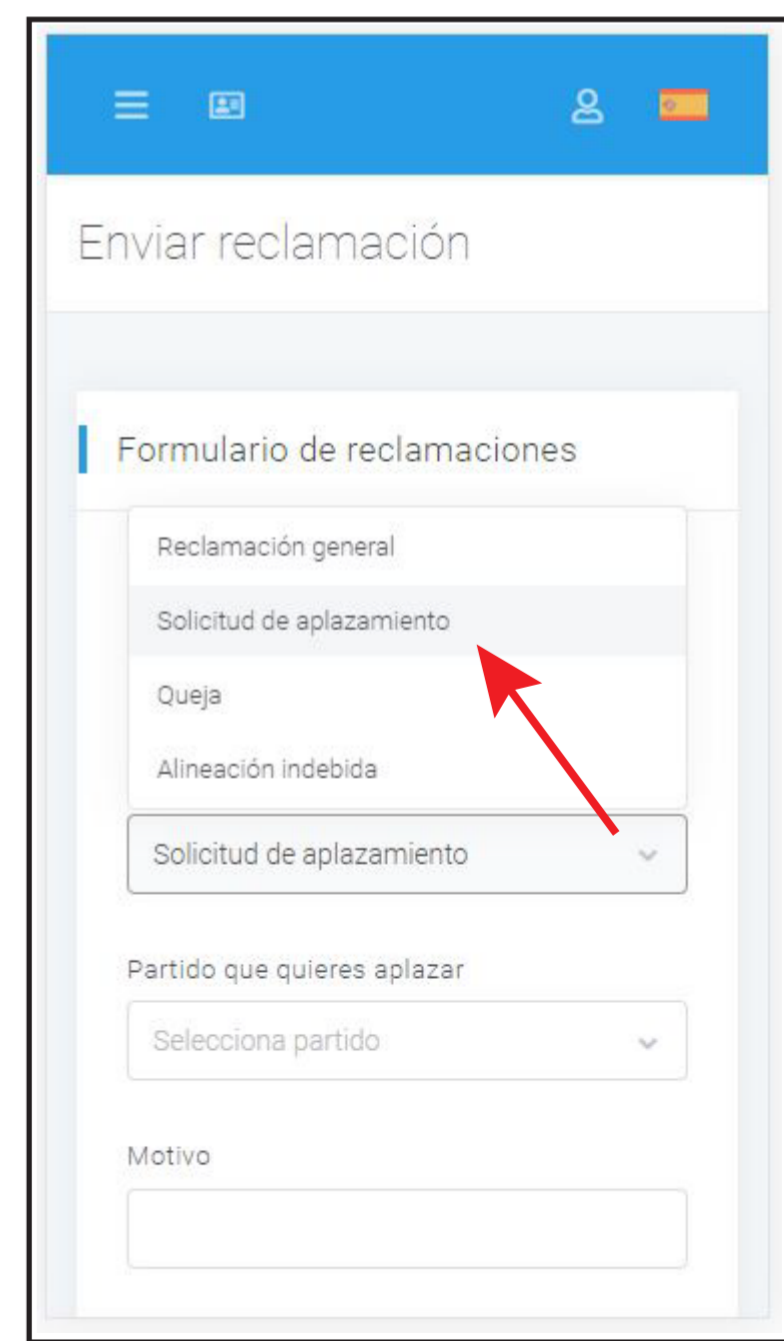 Enviar reclamación
Formulario de reclamaciones
Reclamación general
Solicitud de aplazamiento
Queja
Alineación indebida
Solicitud de aplazamiento
Partido que quieres aplazar
Selecciona partido
Motivo